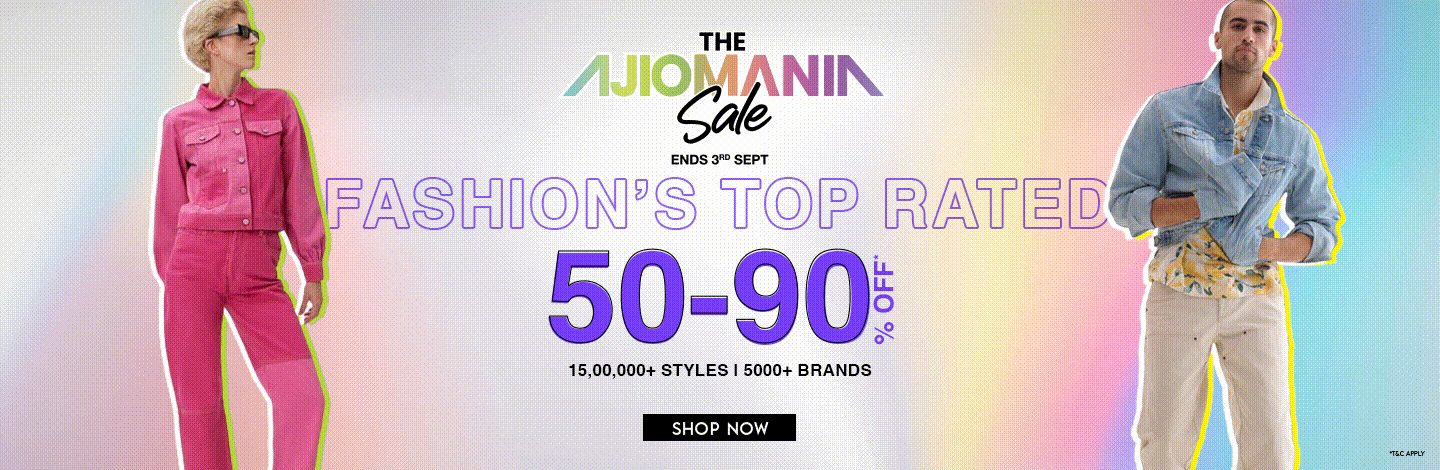 THE
AJIOMANIA
Sale
ENDS 3RD SEPT
FASHION'S TOP RATED
50-90% OFF*
15,00,000+ STYLES | 5000+ BRANDS
SHOP NOW
*T&C APPLY